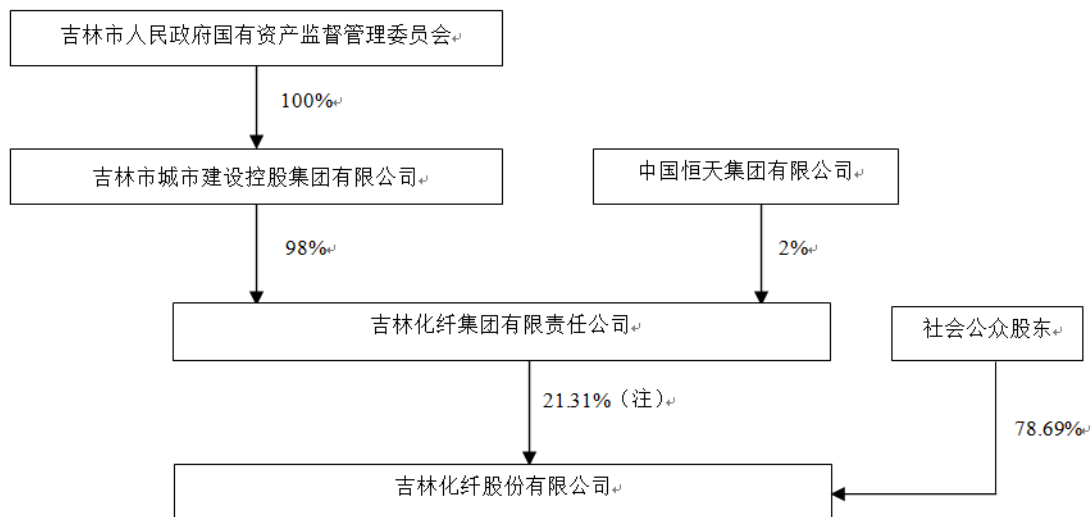 吉林市人民政府国有资产监督管理委员会
100%
吉林市城市建设控股集团有限公司
中国恒天集团有限公司
98%
2%
吉林化纤集团有限责任公司
社会公众股东
21.31%（注）
78.69%
吉林化纤股份有限公司